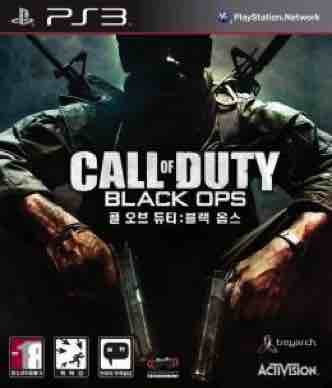 PS3
PlayStation Network
CALL OF DUTY
BLACK OPS
콜 오브 듀티:블랙 옵스
18
treyarch
ACTIVISION